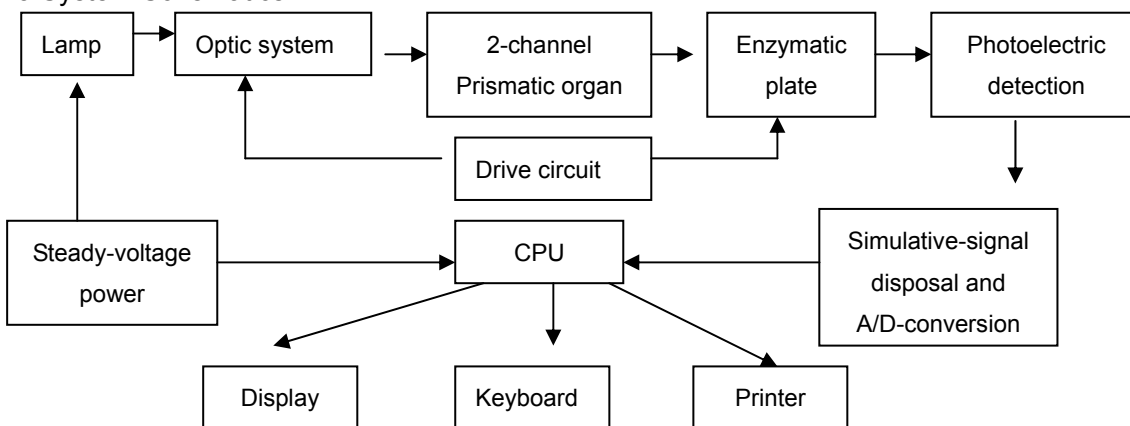 Lamp
Optic system
2-channel
Prismatic organ
Enzymatic
plate
Photoelectric
detection
Drive circuit
Steady-voltage
power
CPU
Simulative-signal
disposal and
A/D-conversion
Display
Keyboard
Printer